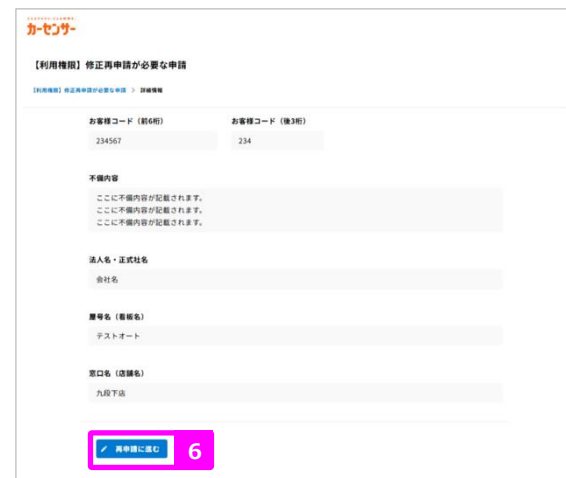 カーセンサー
【利用権限】修正再申請が必要な申請
【利用権限】修正再申請が必要な申請 > 詳細情報
お客様コード（前6桁） お客様コード（後3桁）
234567 234
不備内容
ここに不備内容が記載されます。
ここに不備内容が記載されます。
ここに不備内容が記載されます。
法人名・正式社名
会社名
屋号名（看板名）
テストオート
窓口名（店舗名）
九段下店
再申請に進む 6